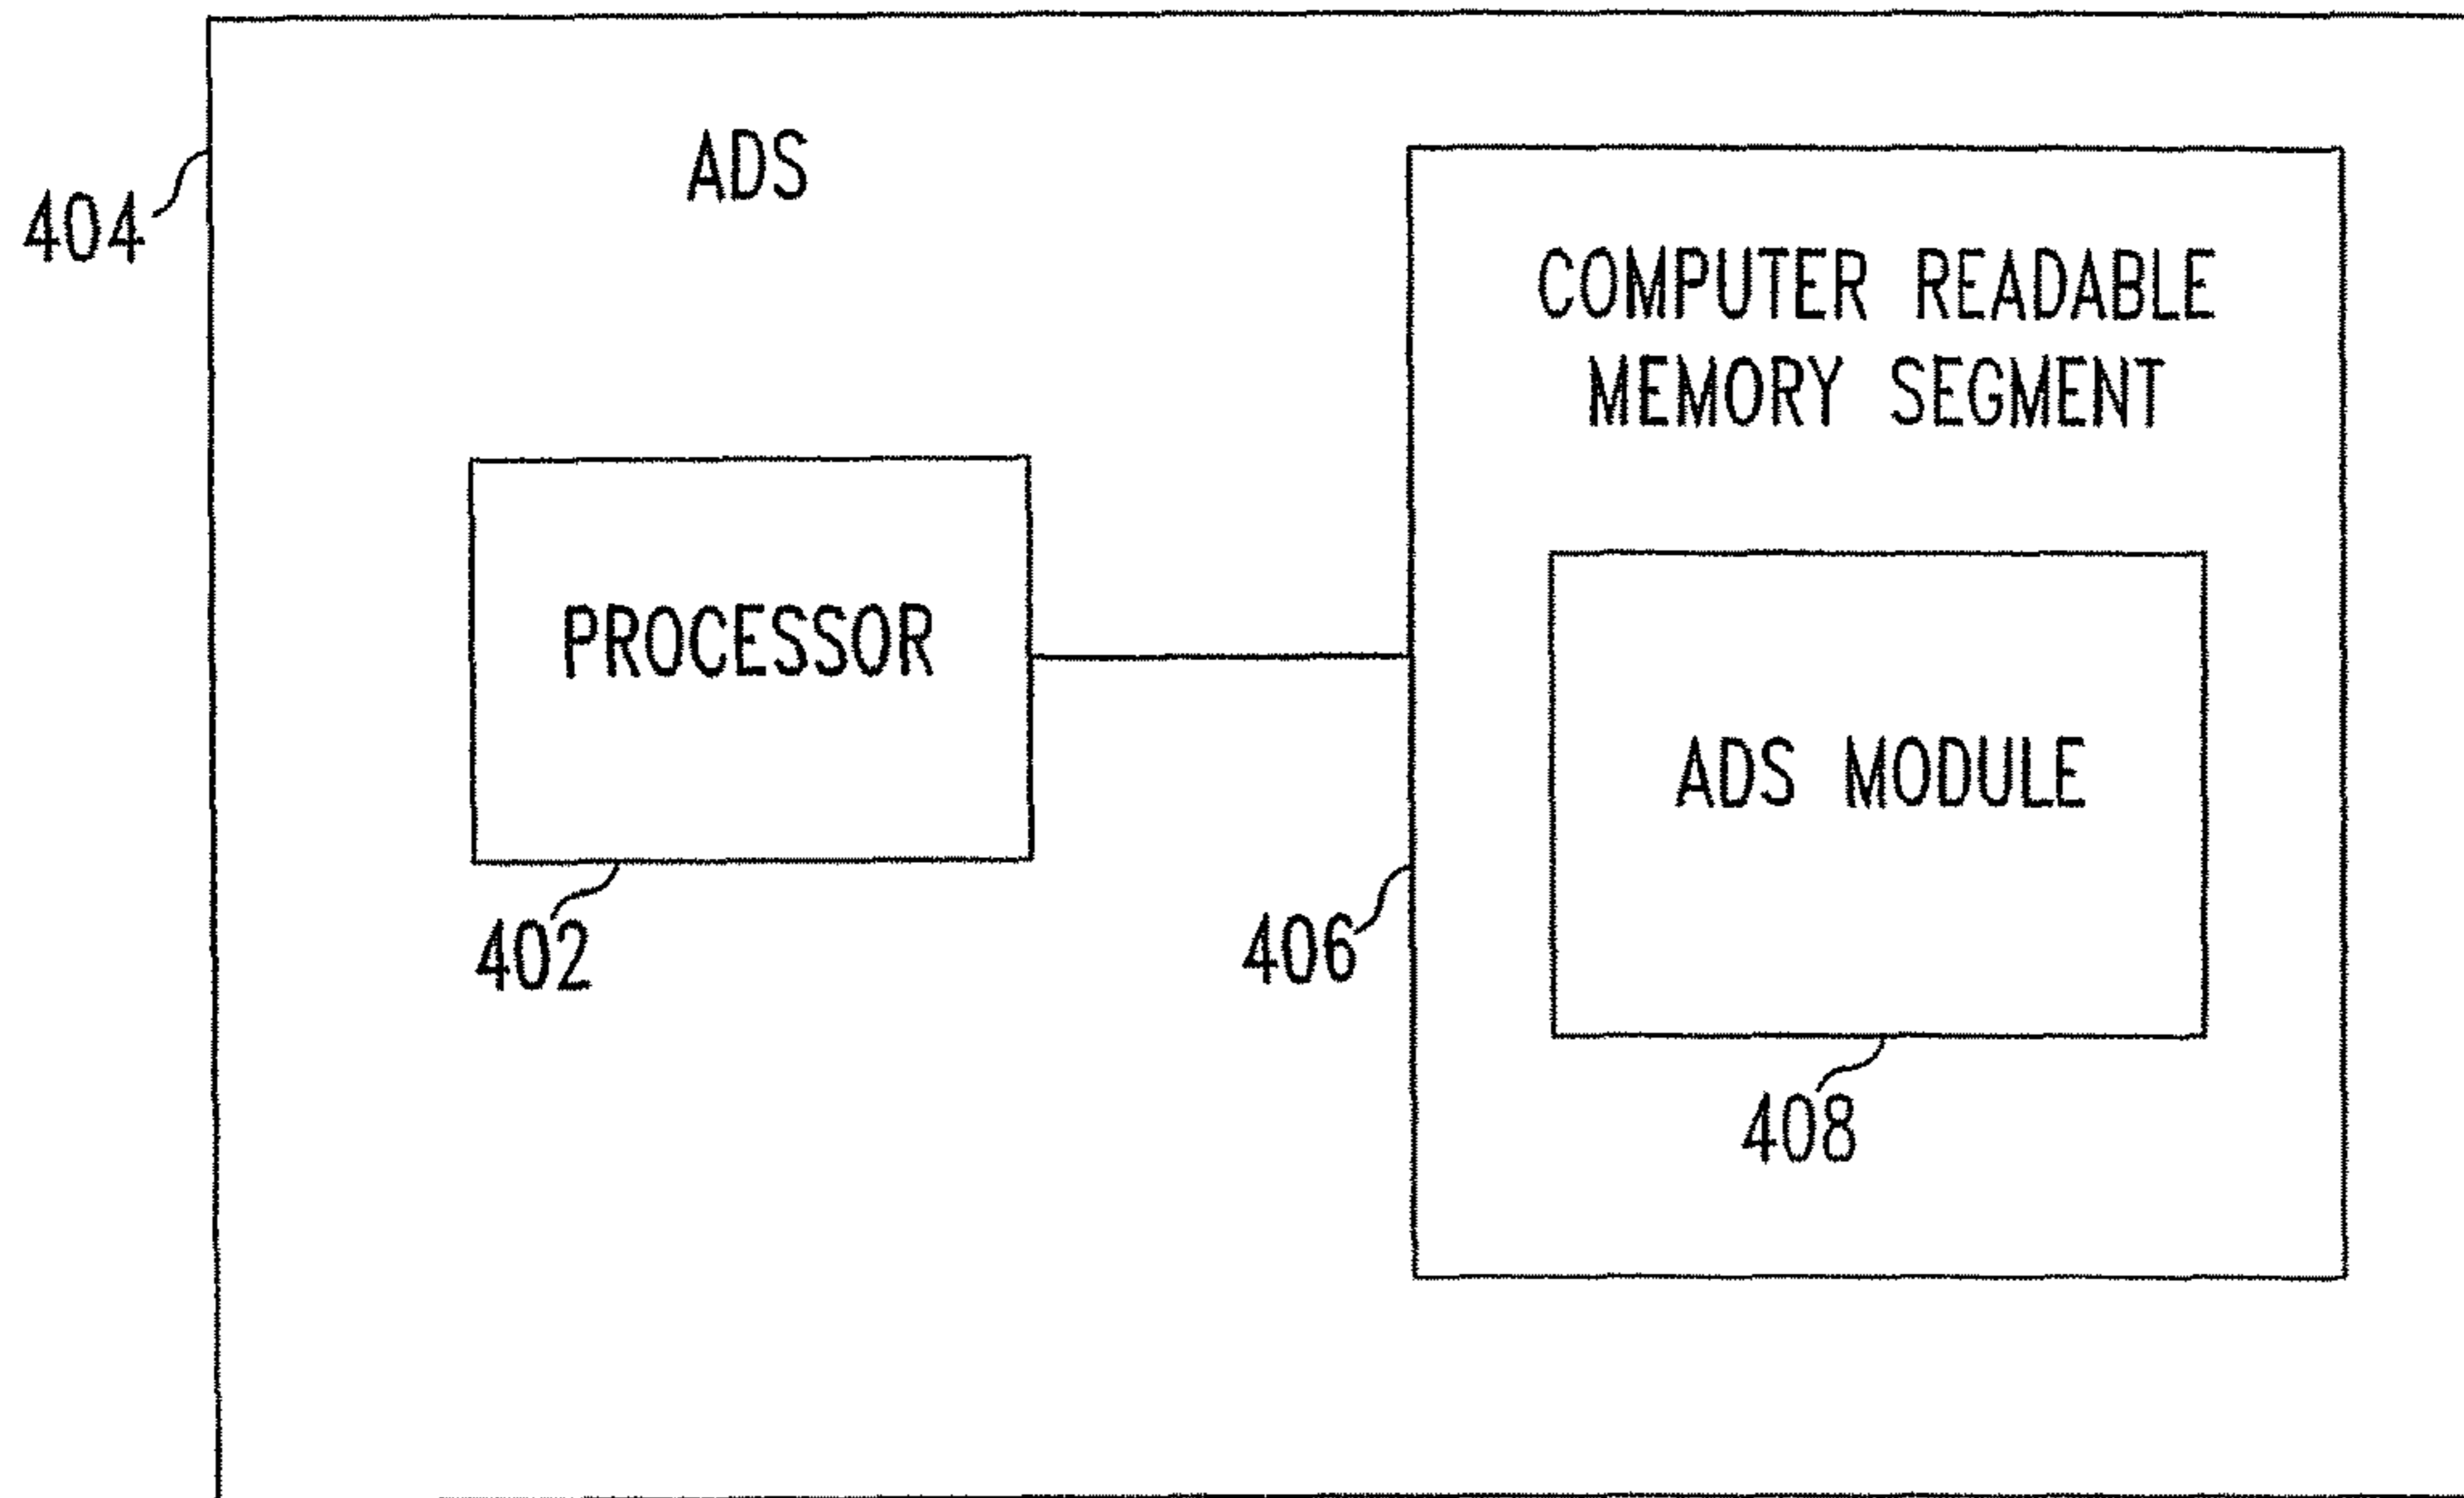 ADS
404
COMPUTER READABLE
MEMORY SEGMENT
PROCESSOR
ADS MODULE
402
406
408